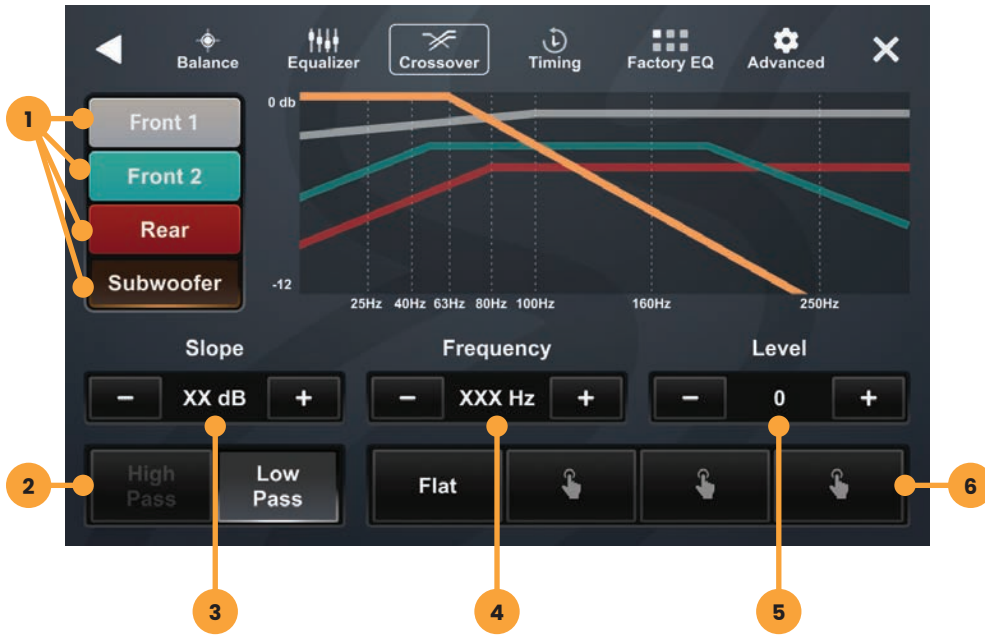 Balance
Equalizer
Crossover
Timing
Factory EQ
Advanced
1
Front 1
Front 2
Rear
Subwoofer
0 db
-12
25Hz 40Hz 63Hz 80Hz 100Hz 160Hz 250Hz
Slope
Frequency
Level
− XX dB +
− XXX Hz +
− 0 +
2
High
Pass
Low
Pass
Flat
6
3
4
5